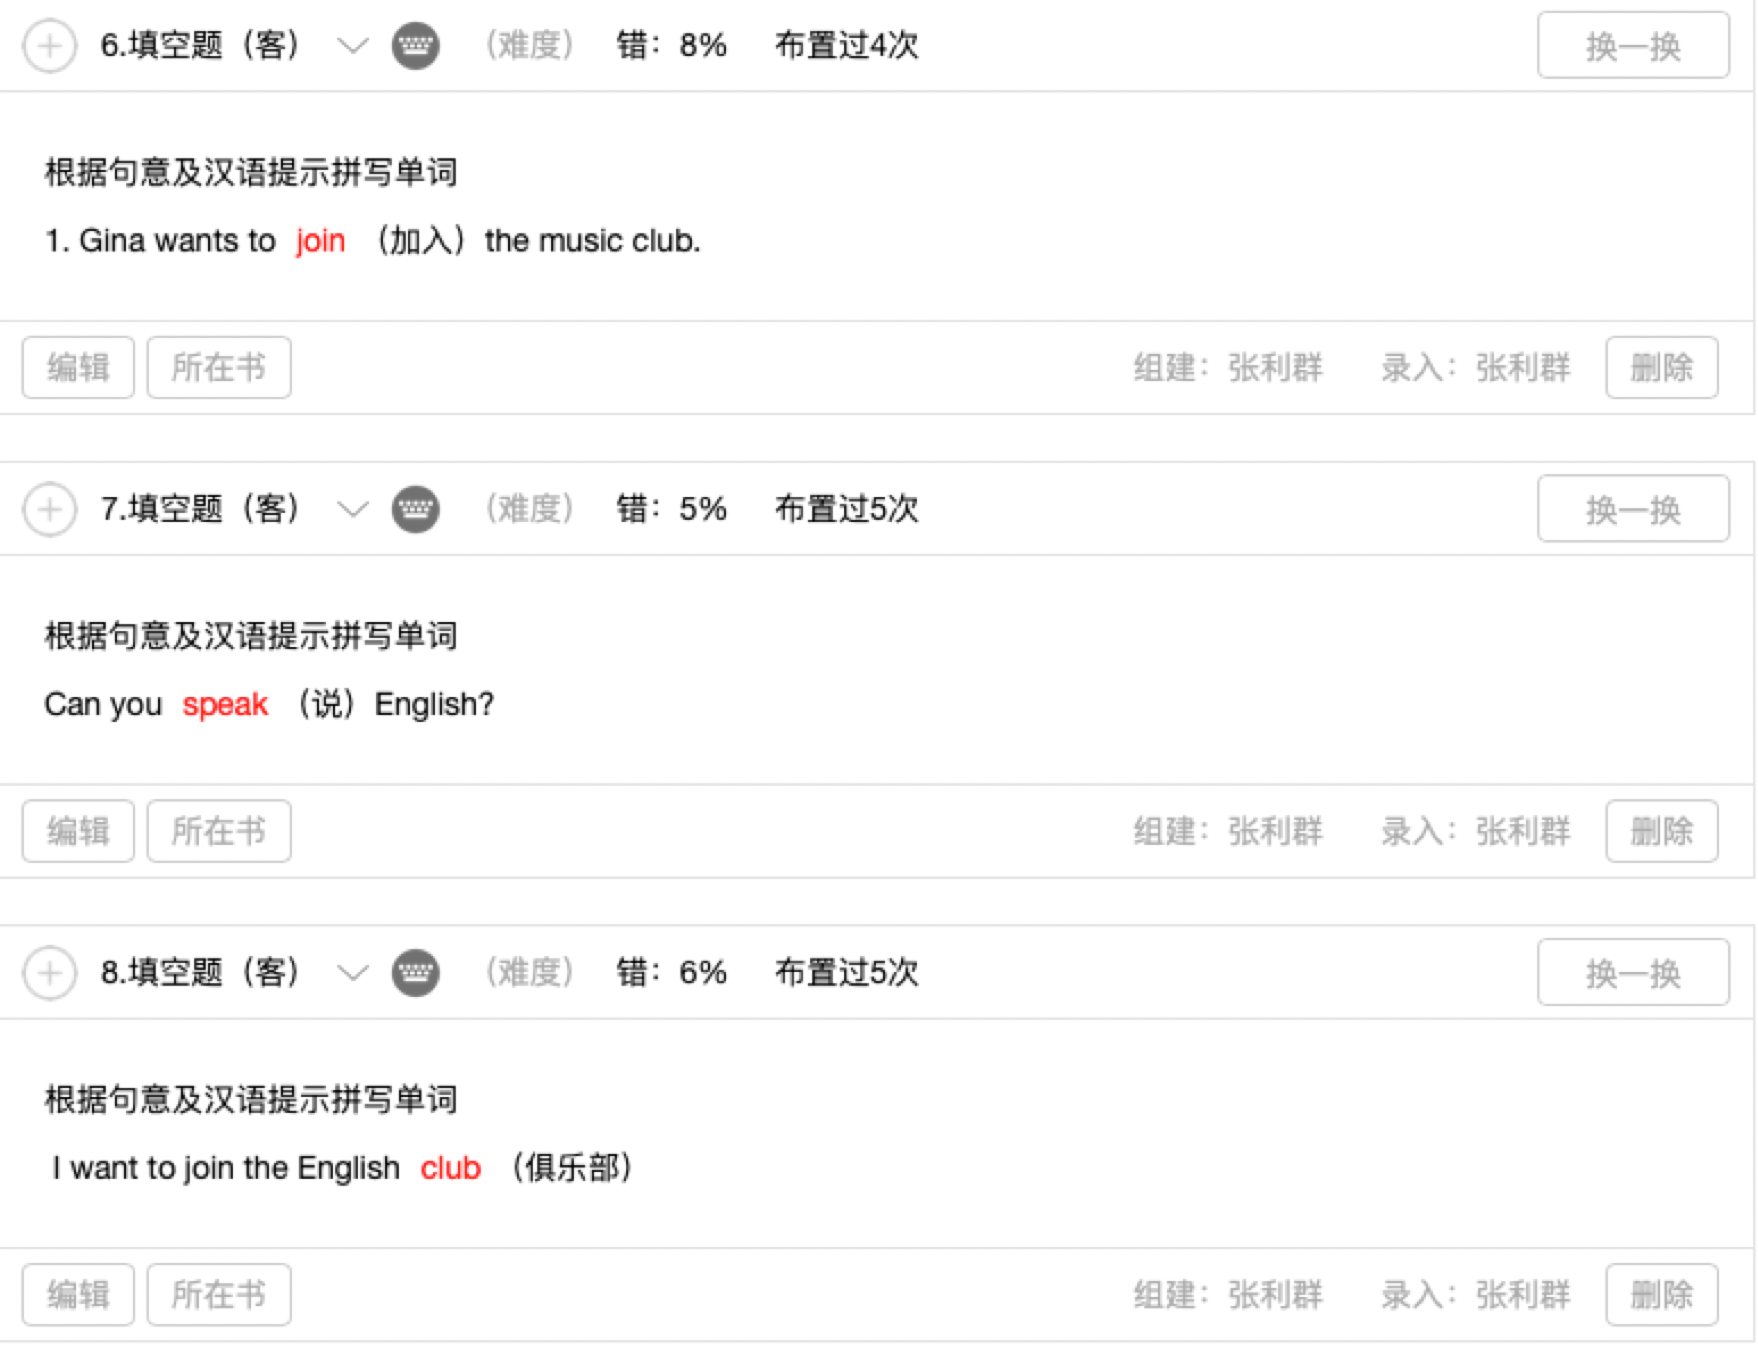 6.填空题（客） （难度） 错：8% 布置过4次 换一换
根据句意及汉语提示拼写单词
1. Gina wants to join （加入）the music club.
编辑 所在书 组建：张利群 录入：张利群 删除
7.填空题（客） （难度） 错：5% 布置过5次 换一换
根据句意及汉语提示拼写单词
Can you speak （说）English?
编辑 所在书 组建：张利群 录入：张利群 删除
8.填空题（客） （难度） 错：6% 布置过5次 换一换
根据句意及汉语提示拼写单词
I want to join the English club （俱乐部）
编辑 所在书 组建：张利群 录入：张利群 删除